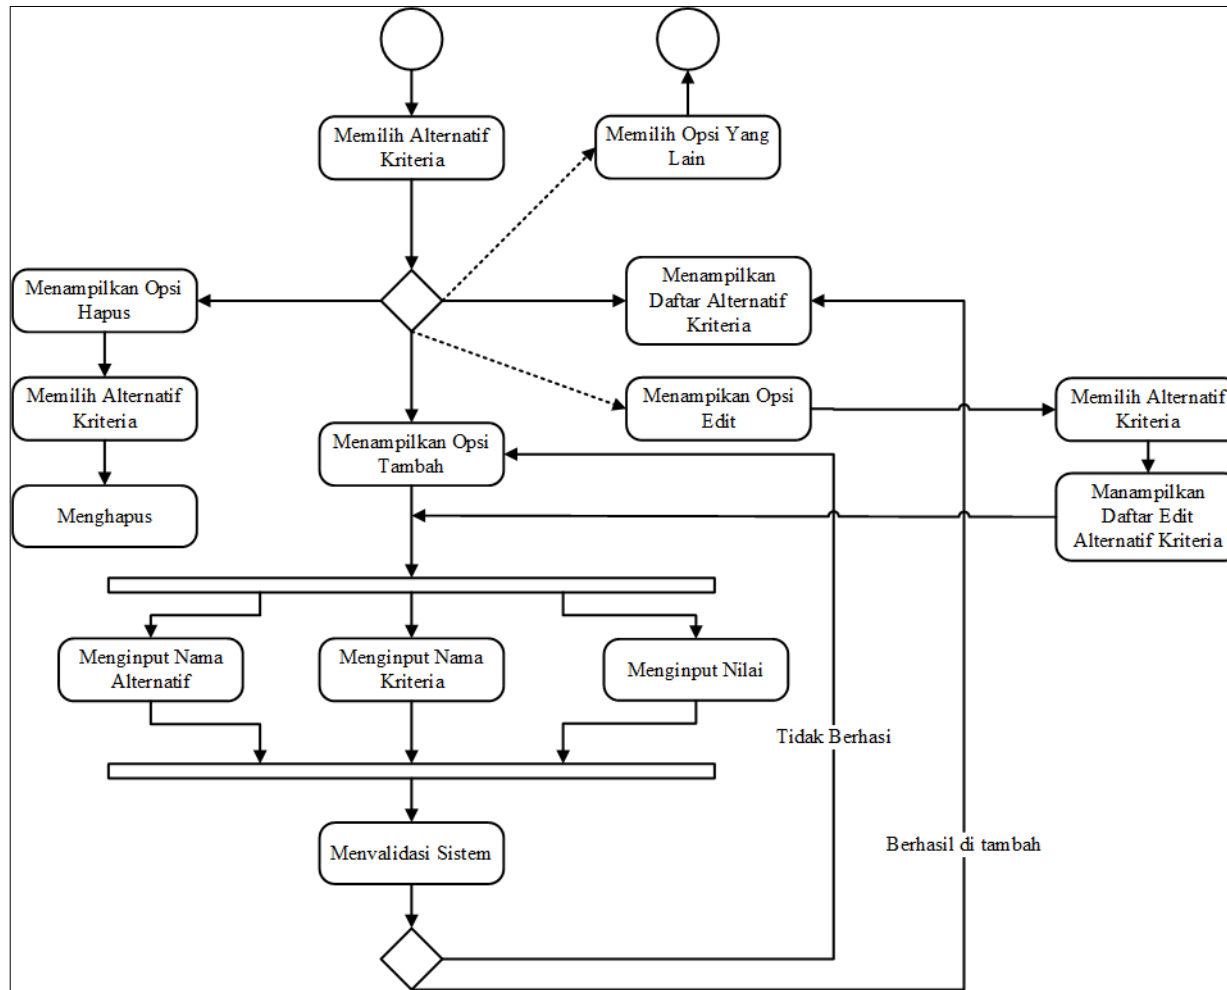 Memilih Alternatif
Kriteria
Memilih Opsi Yang
Lain
Menampilkan Opsi
Hapus
Menampilkan
Daftar Alternatif
Kriteria
Memilih Alternatif
Kriteria
Menampikan Opsi
Edit
Memilih Alternatif
Kriteria
Menampilkan Opsi
Tambah
Menghapus
Manampilkan
Daftar Edit
Alternatif Kriteria
Menginput Nama
Alternatif
Menginput Nama
Kriteria
Menginput Nilai
Tidak Berhasi
Menvalidasi Sistem
Berhasil di tambah